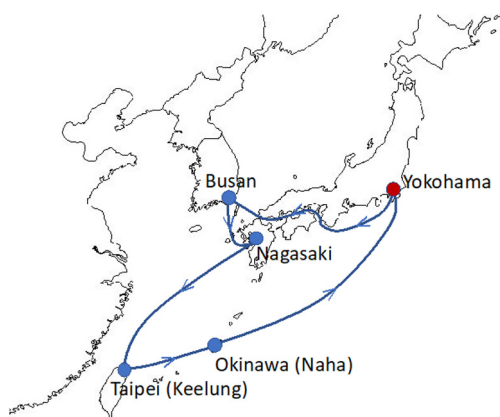 Busan
Yokohama
Nagasaki
Okinawa (Naha)
Taipei (Keelung)